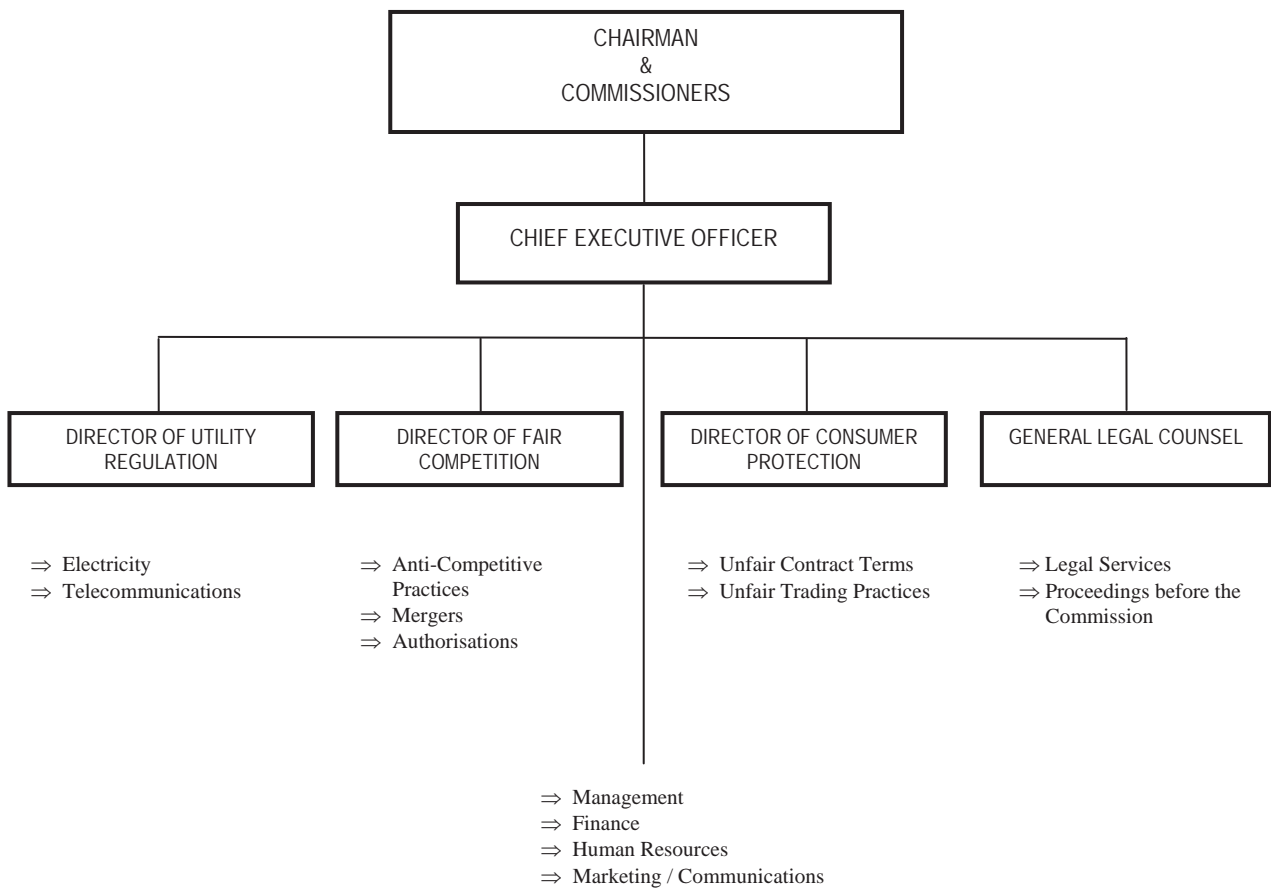 CHAIRMAN
&
COMMISSIONERS
CHIEF EXECUTIVE OFFICER
DIRECTOR OF UTILITY
REGULATION
DIRECTOR OF FAIR
COMPETITION
DIRECTOR OF CONSUMER
PROTECTION
GENERAL LEGAL COUNSEL
⇒ Electricity
⇒ Telecommunications
⇒ Anti-Competitive
Practices
⇒ Mergers
⇒ Authorisations
⇒ Unfair Contract Terms
⇒ Unfair Trading Practices
⇒ Legal Services
⇒ Proceedings before the
Commission
⇒ Management
⇒ Finance
⇒ Human Resources
⇒ Marketing / Communications